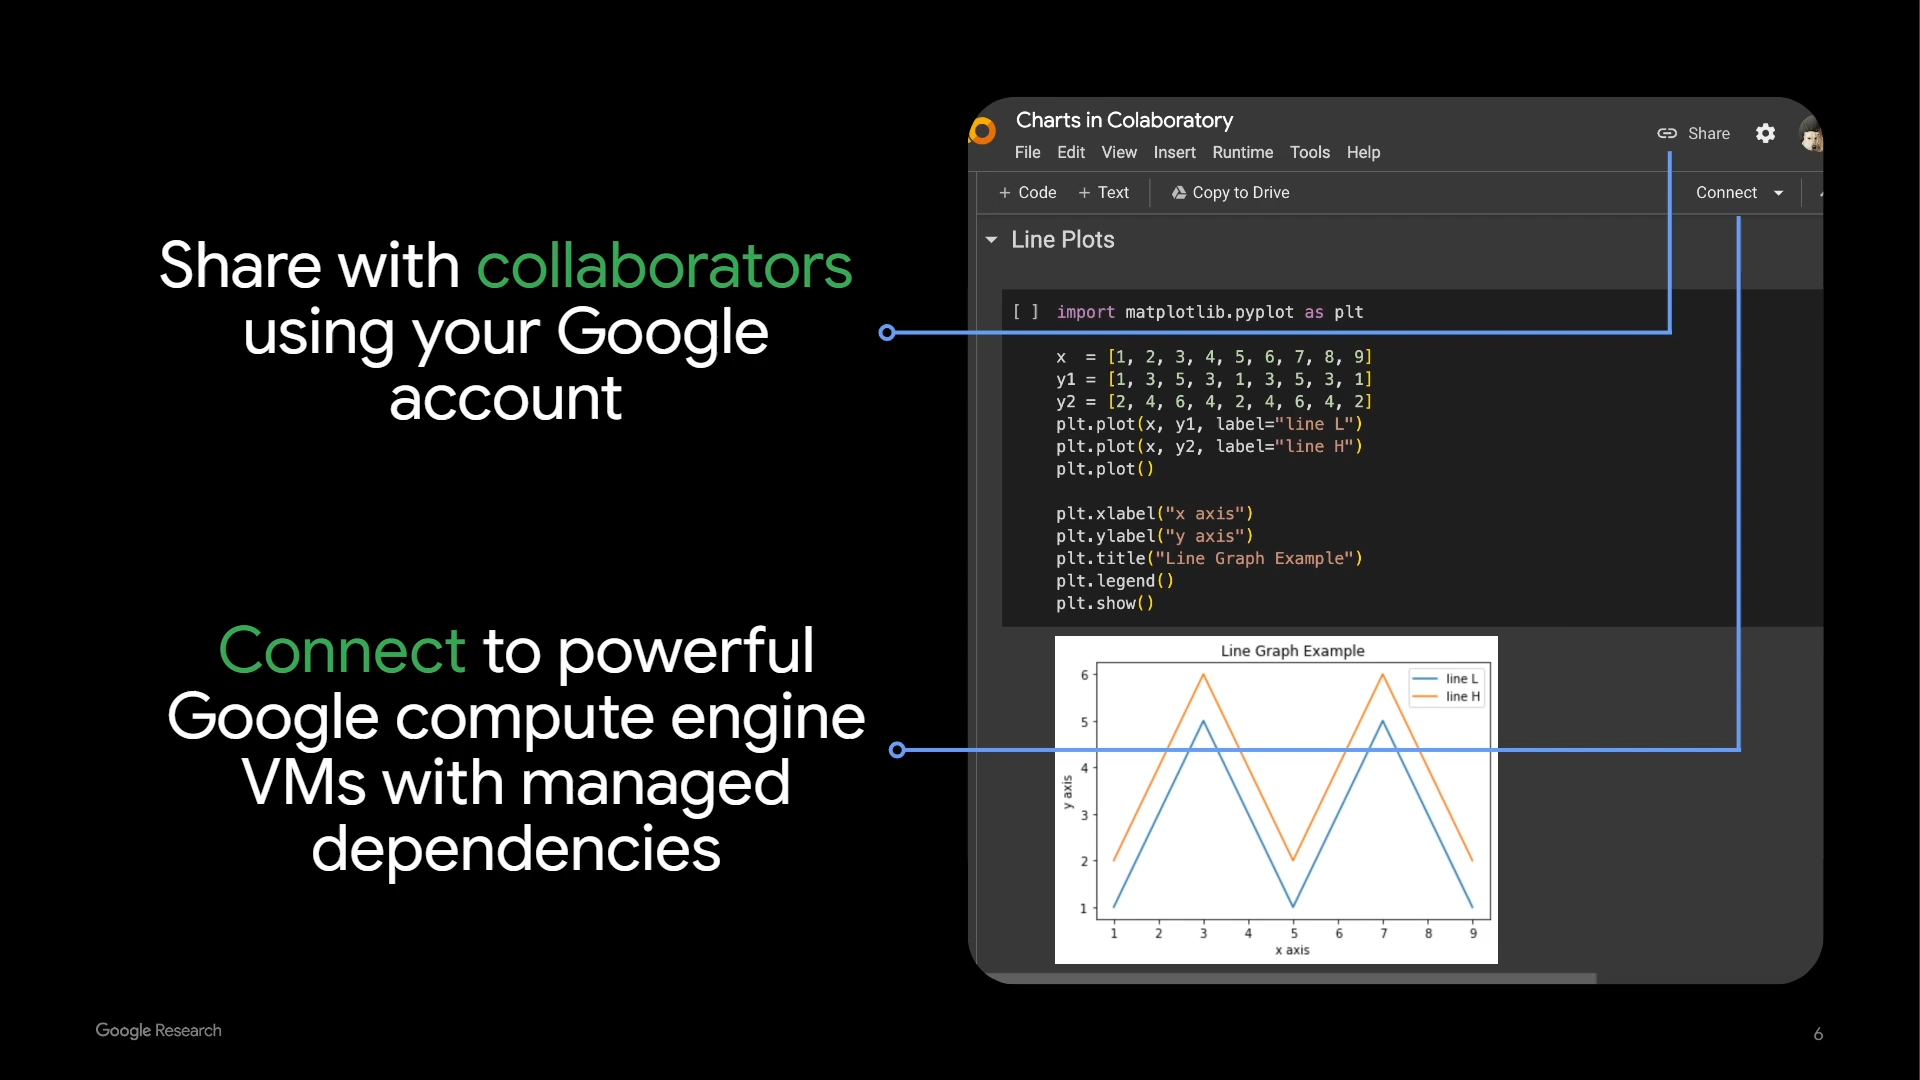 Share with collaborators
using your Google
account
Connect to powerful
Google compute engine
VMs with managed
dependencies
Charts in Colaboratory
File Edit View Insert Runtime Tools Help
Share
+ Code + Text Copy to Drive
Connect
Line Plots
[ ] import matplotlib.pyplot as plt
x  = [1, 2, 3, 4, 5, 6, 7, 8, 9]
y1 = [1, 3, 5, 3, 1, 3, 5, 3, 1]
y2 = [2, 4, 6, 4, 2, 4, 6, 4, 2]
plt.plot(x, y1, label="line L")
plt.plot(x, y2, label="line H")
plt.plot()
plt.xlabel("x axis")
plt.ylabel("y axis")
plt.title("Line Graph Example")
plt.legend()
plt.show()
Line Graph Example
line L
line H
6
5
4
3
2
1
y axis
1 2 3 4 5 6 7 8 9
x axis
Google Research
6